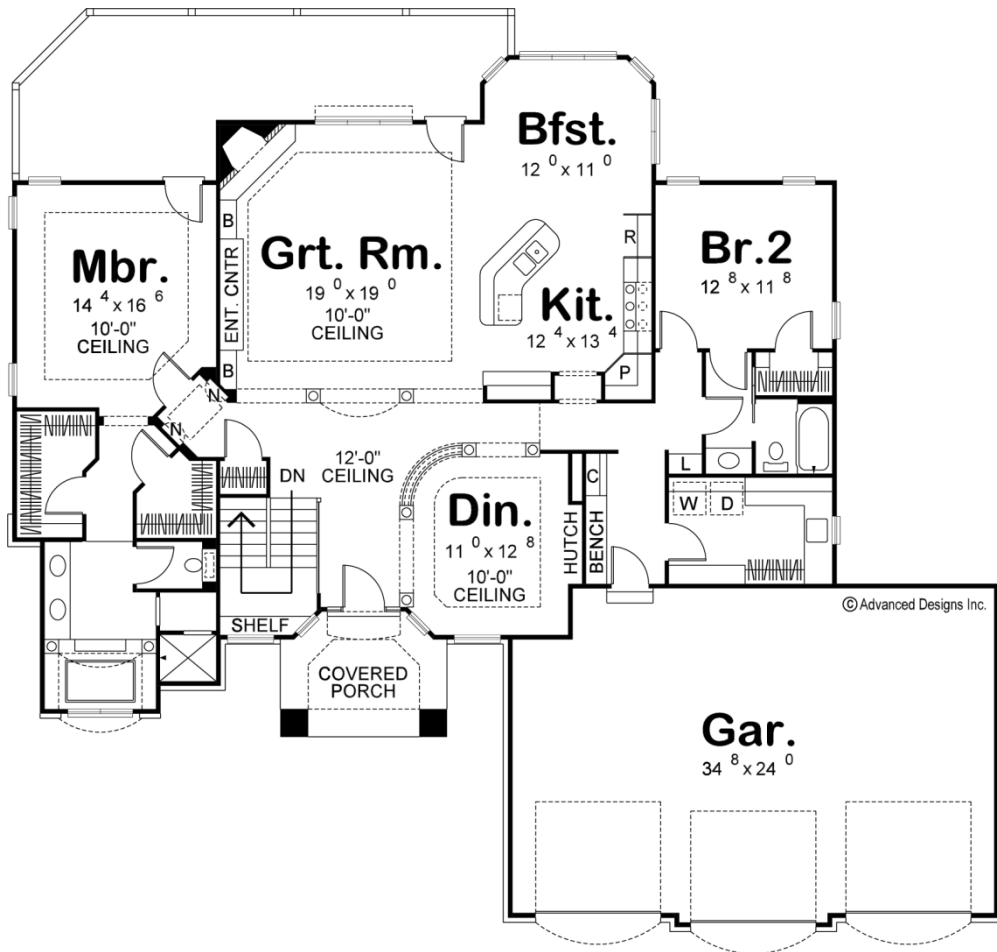 Bfst.
12 0 x 11 0
Mbr.
14 4 x 16 6
10'-0"
CEILING
B
ENT. CNTR
B
Grt. Rm.
19 0 x 19 0
10'-0"
CEILING
R
Kit.
12 4 x 13 4
P
Br.2
12 8 x 11 8
N
N
12'-0"
CEILING
DN
L
C
BENCH
HUTCH
W
D
Din.
11 0 x 12 8
10'-0"
CEILING
SHELF
COVERED
PORCH
© Advanced Designs Inc.
Gar.
34 8 x 24 0